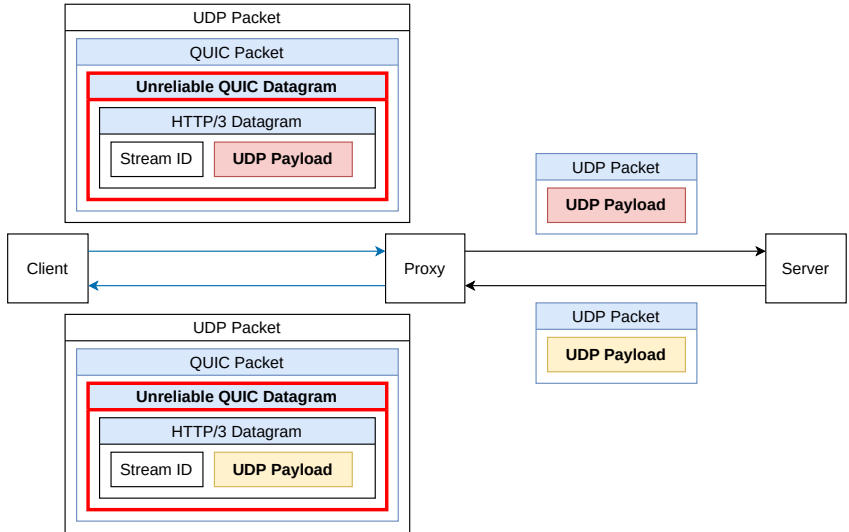 UDP Packet
QUIC Packet
Unreliable QUIC Datagram
HTTP/3 Datagram
Stream ID
UDP Payload
UDP Packet
UDP Payload
Client
Proxy
Server
UDP Packet
QUIC Packet
Unreliable QUIC Datagram
HTTP/3 Datagram
Stream ID
UDP Payload
UDP Packet
UDP Payload